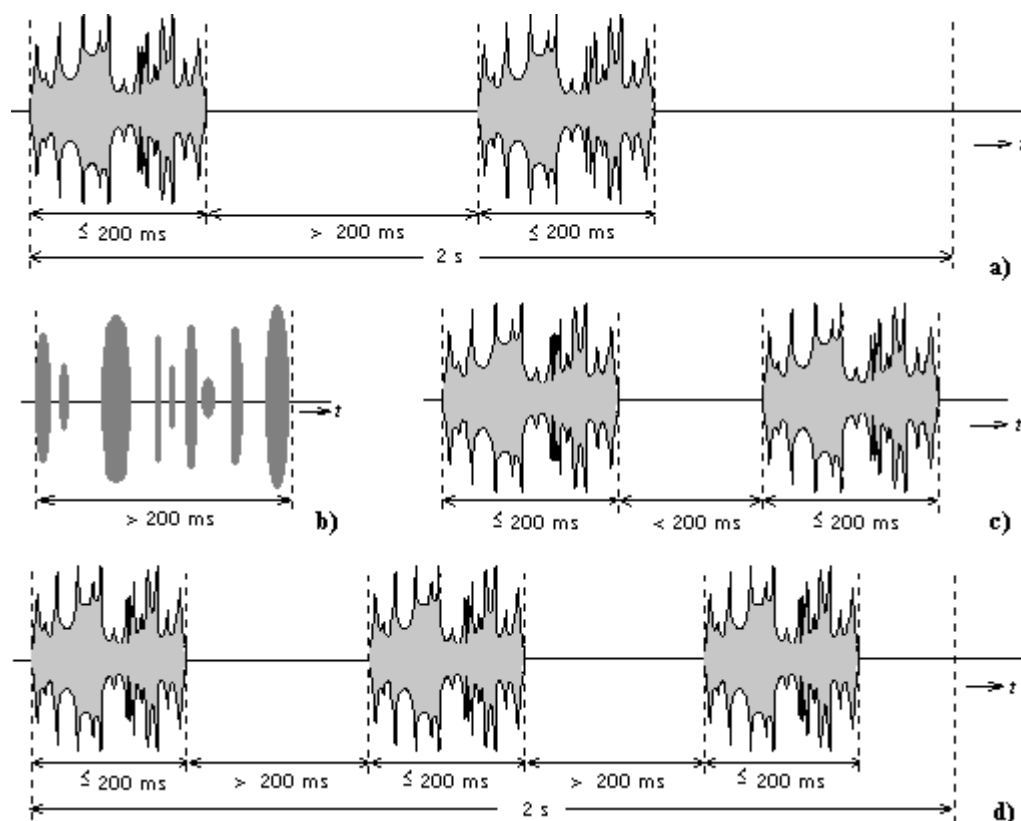 t
≤ 200 ms > 200 ms ≤ 200 ms
2 s
a)
t t
> 200 ms b) ≤ 200 ms < 200 ms ≤ 200 ms c)
t
≤ 200 ms > 200 ms ≤ 200 ms > 200 ms ≤ 200 ms
2 s d)